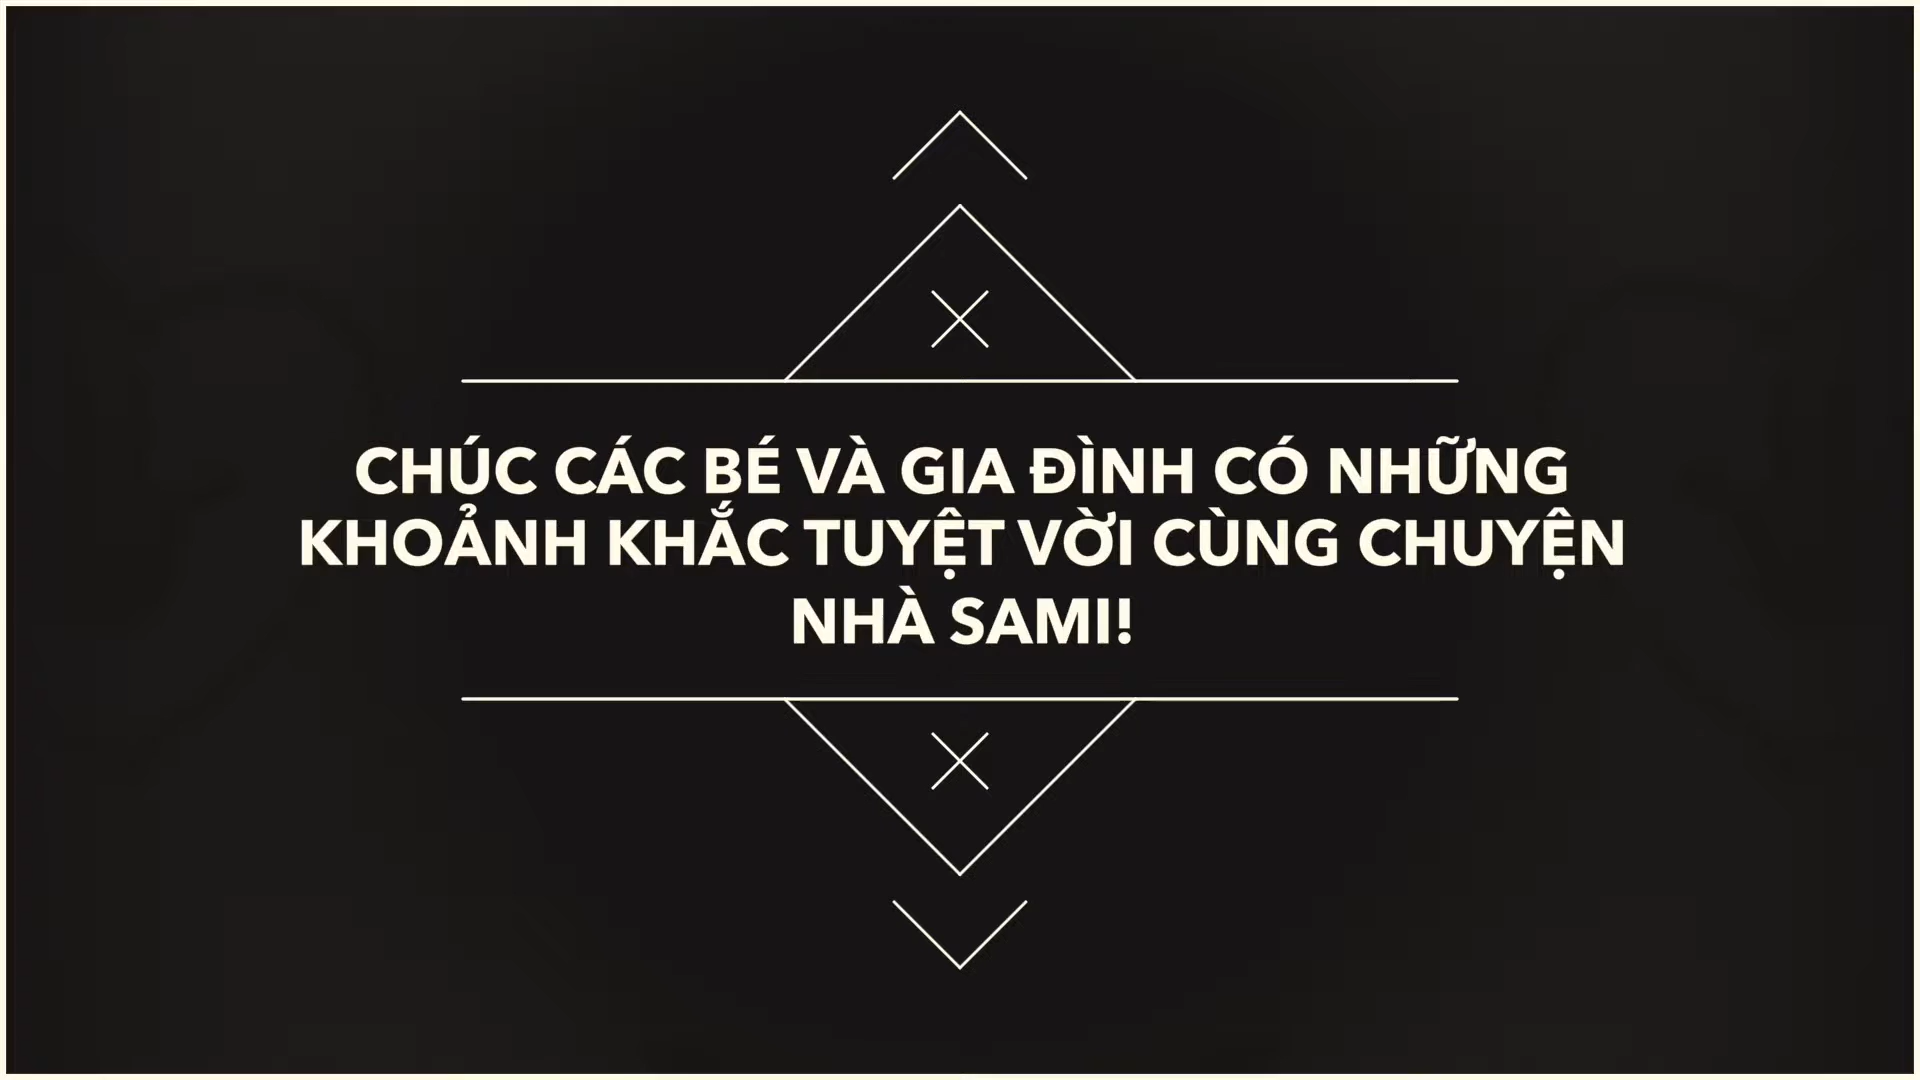 CHÚC CÁC BÉ VÀ GIA ĐÌNH CÓ NHỮNG
KHOẢNH KHẮC TUYỆT VỜI CÙNG CHUYỆN
NHÀ SAMI!